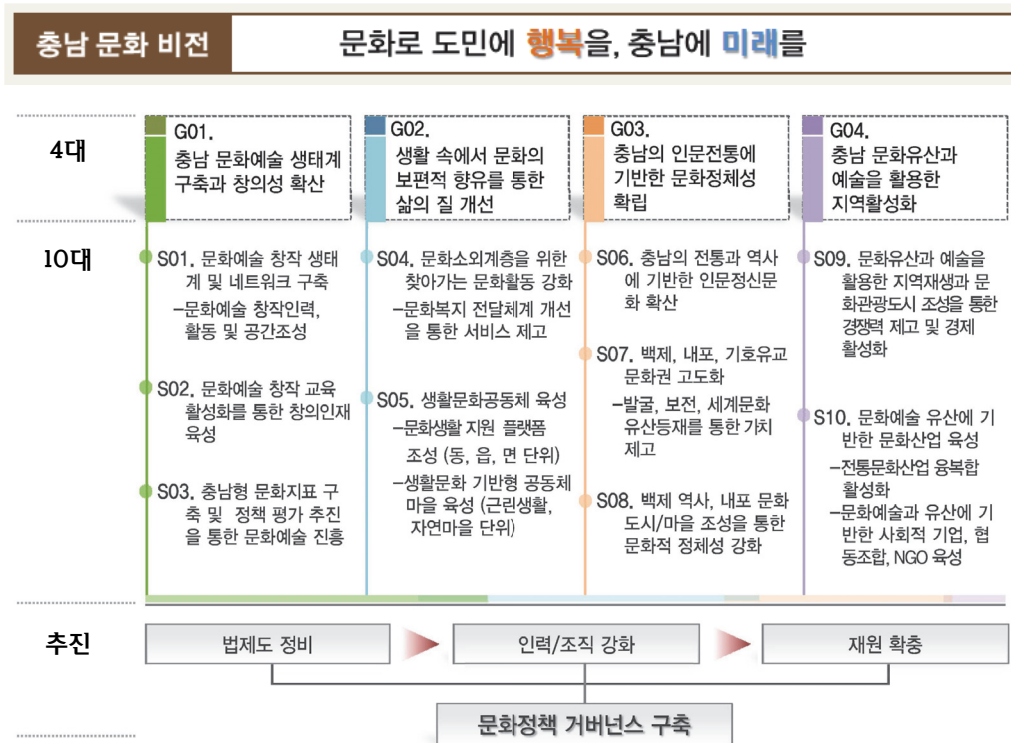 충남 문화 비전
문화로 도민에 행복을, 충남에 미래를
4대
G01.
충남 문화예술 생태계
구축과 창의성 확산
G02.
생활 속에서 문화의
보편적 향유를 통한
삶의 질 개선
G03.
충남의 인문전통에
기반한 문화정체성
확립
G04.
충남 문화유산과
예술을 활용한
지역활성화
10대
S01. 문화예술 창작 생태
계 및 네트워크 구축
–문화예술 창작인력,
활동 및 공간조성
S02. 문화예술 창작 교육
활성화를 통한 창의인재
육성
S03. 충남형 문화지표 구
축 및 정책 평가 추진
을 통한 문화예술 진흥
S04. 문화소외계층을 위한
찾아가는 문화활동 강화
–문화복지 전달체계 개선
을 통한 서비스 제고
S05. 생활문화공동체 육성
–문화생활 지원 플랫폼
조성 (동, 읍, 면 단위)
–생활문화 기반형 공동체
마을 육성 (근린생활,
자연마을 단위)
S06. 충남의 전통과 역사
에 기반한 인문정신문
화 확산
S07. 백제, 내포, 기호유교
문화권 고도화
–발굴, 보전, 세계문화
유산등재를 통한 가치
제고
S08. 백제 역사, 내포 문화
도시/마을 조성을 통한
문화적 정체성 강화
S09. 문화유산과 예술을
활용한 지역재생과 문
화관광도시 조성을 통한
경쟁력 제고 및 경제
활성화
S10. 문화예술 유산에 기
반한 문화산업 육성
–전통문화산업 융복합
활성화
–문화예술과 유산에 기
반한 사회적 기업, 협
동조합, NGO 육성
추진
법제도 정비
인력/조직 강화
재원 확충
문화정책 거버넌스 구축